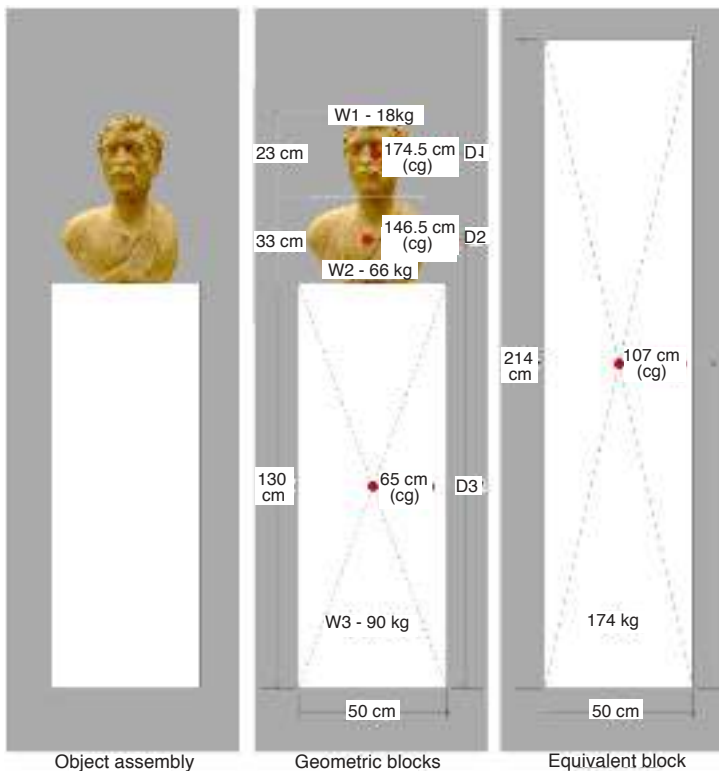 W1 - 18kg
23 cm
174.5 cm
(cg)
D1
33 cm
146.5 cm
(cg)
D2
W2 - 66 kg
130
cm
65 cm
(cg)
D3
W3 - 90 kg
50 cm
214
cm
107 cm
(cg)
174 kg
50 cm
Object assembly
Geometric blocks
Equivalent block